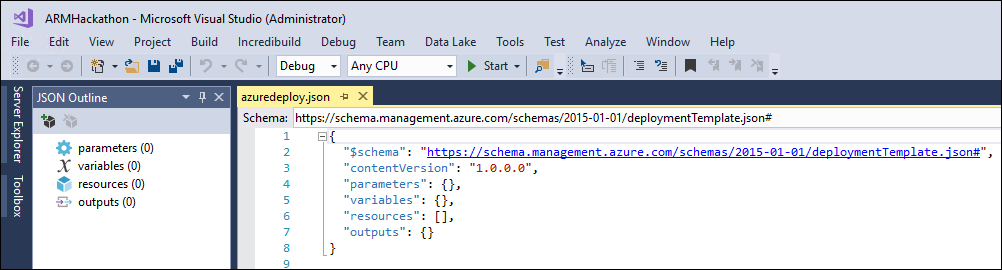 ARMHackathon - Microsoft Visual Studio (Administrator)
File Edit View Project Build Incredibuild Debug Team Data Lake Tools Test Analyze Window Help
Debug Any CPU Start
Server Explorer
Toolbox
JSON Outline
parameters (0)
variables (0)
resources (0)
outputs (0)
azuredeploy.json
Schema: https://schema.management.azure.com/schemas/2015-01-01/deploymentTemplate.json#
1 {
2 "$schema": "https://schema.management.azure.com/schemas/2015-01-01/deploymentTemplate.json#",
3 "contentVersion": "1.0.0.0",
4 "parameters": {},
5 "variables": {},
6 "resources": [],
7 "outputs": {}
8 }
9